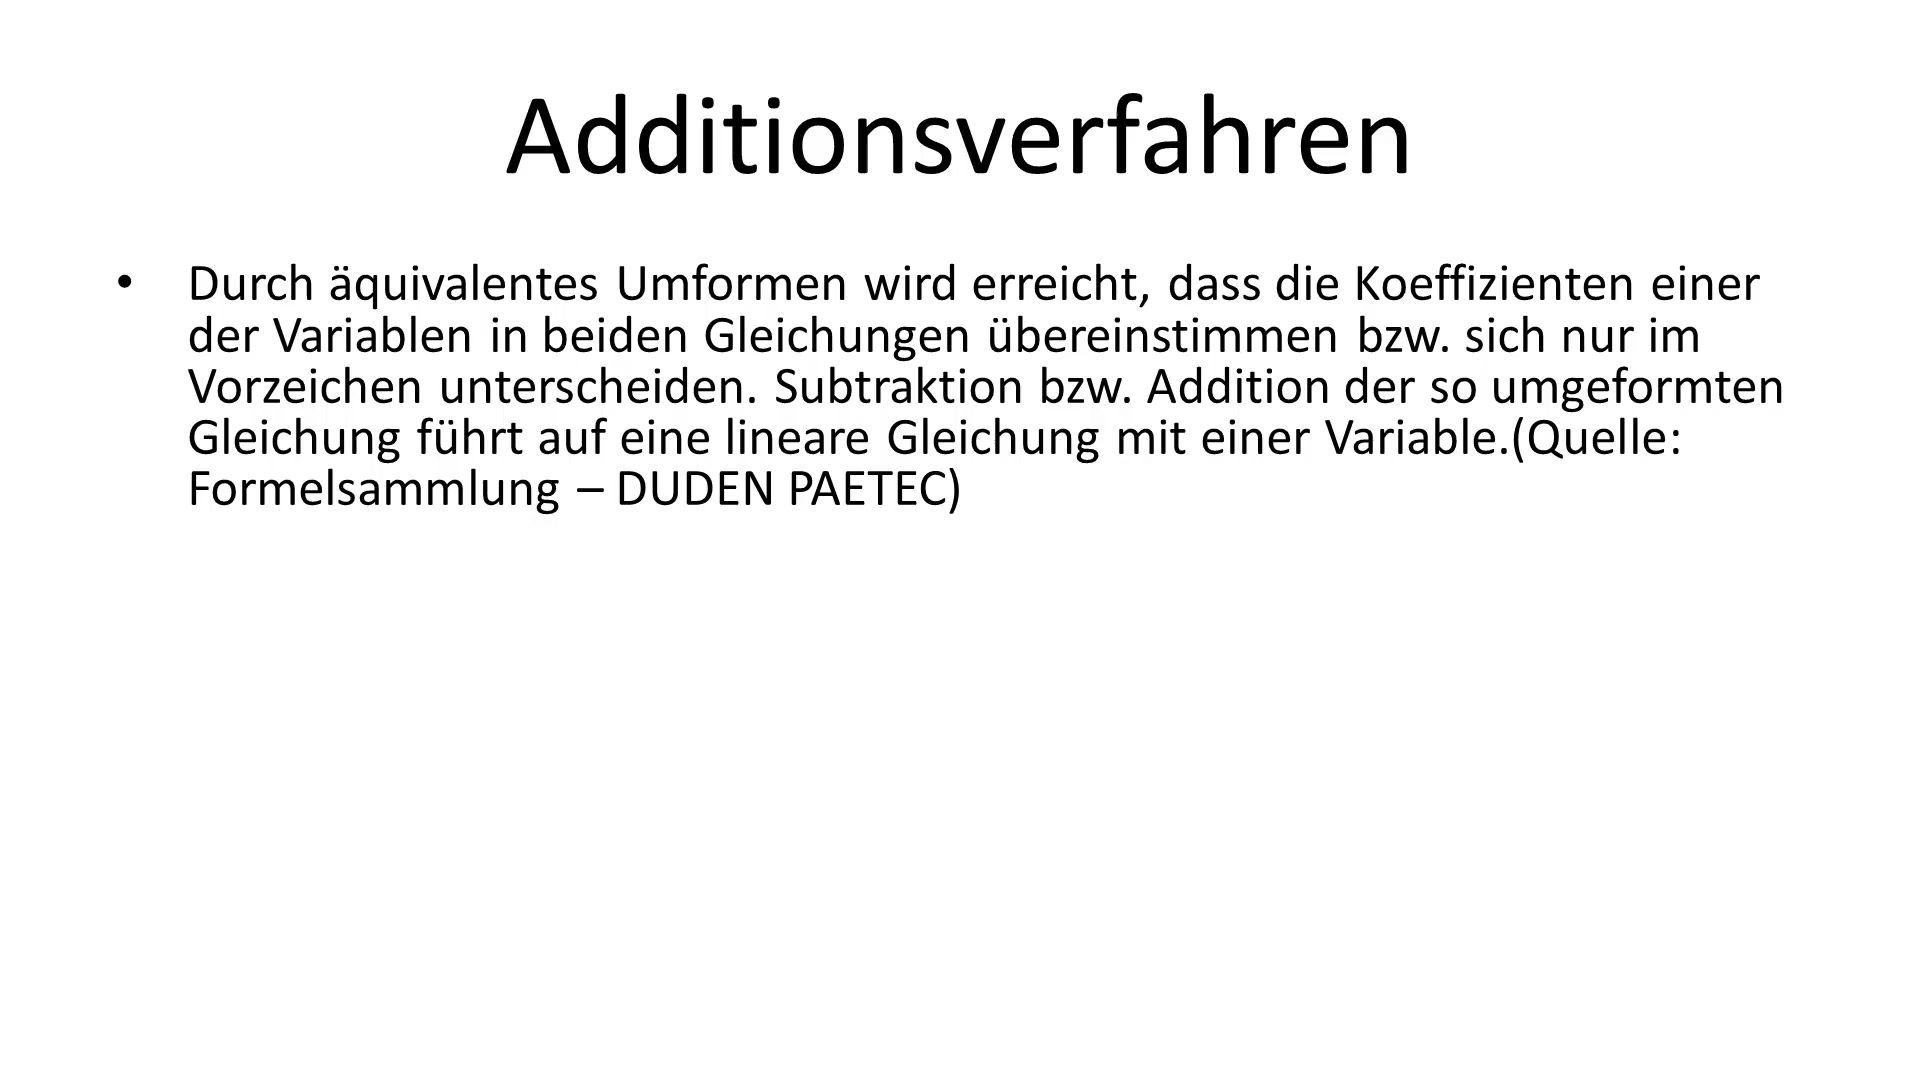 Additionsverfahren
• Durch äquivalentes Umformen wird erreicht, dass die Koeffizienten einer
der Variablen in beiden Gleichungen übereinstimmen bzw. sich nur im
Vorzeichen unterscheiden. Subtraktion bzw. Addition der so umgeformten
Gleichung führt auf eine lineare Gleichung mit einer Variable.(Quelle:
Formelsammlung – DUDEN PAETEC)